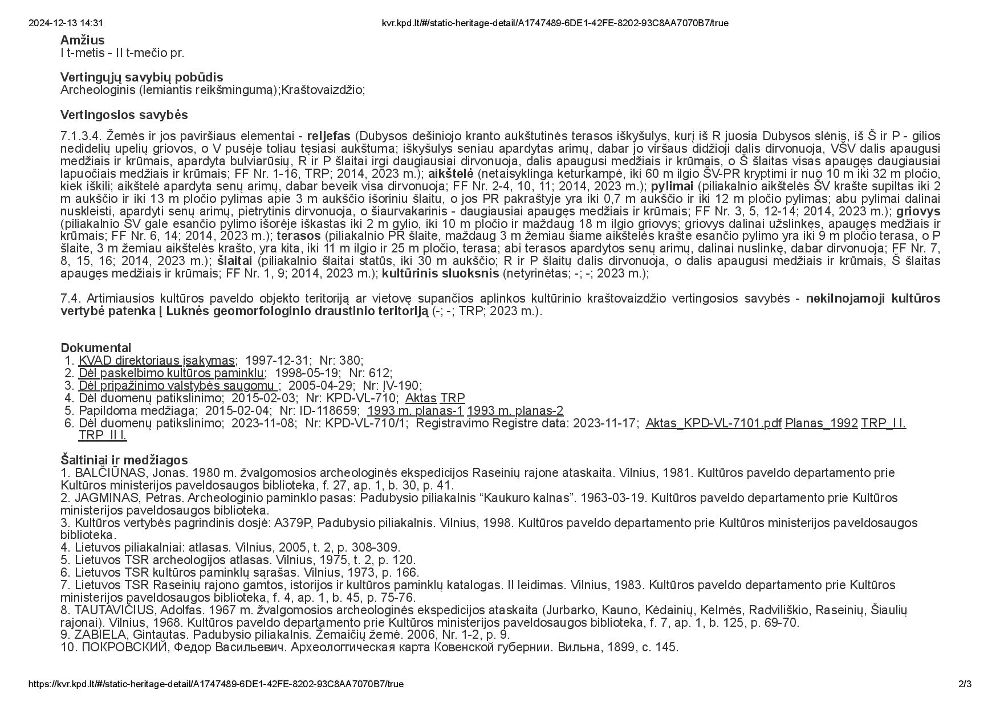 2024-12-13 14:31
kvr.kpd.lt/#/static-heritage-detail/A1747489-6DE1-42FE-8202-93C8AA7070B7/true
Amžius
I t-metis - II t-mečio pr.
Vertingųjų savybių pobūdis
Archeologinis (lemiantis reikšmingumą);Kraštovaizdžio;
Vertingosios savybės
7.1.3.4. Žemės ir jos paviršiaus elementai - reljefas (Dubysos dešiniojo kranto aukštutinės terasos iškyšulys, kurį iš R juosia Dubysos slėnis, iš Š ir P - gilios
nedidelių upelių griovos, o V pusėje toliau tęsiasi aukštuma; iškyšulys seniau apardytas arimų, dabar jo viršaus didžioji dalis dirvonuoja, VŠV dalis apaugusi
medžiais ir krūmais, apardyta bulviarūsių, R ir P šlaitai irgi daugiausiai dirvonuoja, dalis apaugusi medžiais ir krūmais, o Š šlaitas visas apaugęs daugiausiai
lapuočiais medžiais ir krūmais; FF Nr. 1-16, TRP; 2014, 2023 m.); aikštelė (netaisyklinga keturkampė, iki 60 m ilgio ŠV-PR kryptimi ir nuo 10 m iki 32 m pločio,
kiek iškili; aikštelė apardyta senų arimų, dabar beveik visa dirvonuoja; FF Nr. 2-4, 10, 11; 2014, 2023 m.); pylimai (piliakalnio aikštelės ŠV krašte supiltas iki 2
m aukščio ir iki 13 m pločio pylimas apie 3 m aukščio išoriniu šlaitu, o jos PR pakraštyje yra iki 0,7 m aukščio ir iki 12 m pločio pylimas; abu pylimai dalinai
nuskleisti, apardyti senų arimų, pietrytinis dirvonuoja, o šiaurvakarinis - daugiausiai apaugęs medžiais ir krūmais; FF Nr. 3, 5, 12-14; 2014, 2023 m.); griovys
(piliakalnio ŠV gale esančio pylimo išorėje iškastas iki 2 m gylio, iki 10 m pločio ir maždaug 18 m ilgio griovys; griovys dalinai užslinkęs, apaugęs medžiais ir
krūmais; FF Nr. 6, 14; 2014, 2023 m.); terasos (piliakalnio PR šlaite, maždaug 3 m žemiau šiame aikštelės krašte esančio pylimo yra iki 9 m pločio terasa, o P
šlaite, 3 m žemiau aikštelės krašto, yra kita, iki 11 m ilgio ir 25 m pločio, terasa; abi terasos apardytos senų arimų, dalinai nuslinkę, dabar dirvonuoja; FF Nr. 7,
8, 15, 16; 2014, 2023 m.); šlaitai (piliakalnio šlaitai statūs, iki 30 m aukščio; R ir P šlaitų dalis dirvonuoja, o dalis apaugusi medžiais ir krūmais, Š šlaitas
apaugęs medžiais ir krūmais; FF Nr. 1, 9; 2014, 2023 m.); kultūrinis sluoksnis (netyrinėtas; -; -; 2023 m.);
7.4. Artimiausios kultūros paveldo objekto teritoriją ar vietovę supančios aplinkos kultūrinio kraštovaizdžio vertingosios savybės - nekilnojamoji kultūros
vertybė patenka į Luknės geomorfologinio draustinio teritoriją (-; -; TRP; 2023 m.).
Dokumentai
1. KVAD direktoriaus įsakymas; 1997-12-31; Nr: 380;
2. Dėl paskelbimo kultūros paminklu; 1998-05-19; Nr: 612;
3. Dėl pripažinimo valstybės saugomu ; 2005-04-29; Nr: ĮV-190;
4. Dėl duomenų patikslinimo; 2015-02-03; Nr: KPD-VL-710; Aktas TRP
5. Papildoma medžiaga; 2015-02-04; Nr: ID-118659; 1993 m. planas-1 1993 m. planas-2
6. Dėl duomenų patikslinimo; 2023-11-08; Nr: KPD-VL-710/1; Registravimo Registre data: 2023-11-17; Aktas_KPD-VL-7101.pdf Planas_1992 TRP_I l.
TRP_II l.
Šaltiniai ir medžiagos
1. BALČIŪNAS, Jonas. 1980 m. žvalgomosios archeologinės ekspedicijos Raseinių rajone ataskaita. Vilnius, 1981. Kultūros paveldo departamento prie
Kultūros ministerijos paveldosaugos biblioteka, f. 27, ap. 1, b. 30, p. 41.
2. JAGMINAS, Petras. Archeologinio paminklo pasas: Padubysio piliakalnis “Kaukuro kalnas”. 1963-03-19. Kultūros paveldo departamento prie Kultūros
ministerijos paveldosaugos biblioteka.
3. Kultūros vertybės pagrindinis dosjė: A379P, Padubysio piliakalnis. Vilnius, 1998. Kultūros paveldo departamento prie Kultūros ministerijos paveldosaugos
biblioteka.
4. Lietuvos piliakalniai: atlasas. Vilnius, 2005, t. 2, p. 308-309.
5. Lietuvos TSR archeologijos atlasas. Vilnius, 1975, t. 2, p. 120.
6. Lietuvos TSR kultūros paminklų sąrašas. Vilnius, 1973, p. 166.
7. Lietuvos TSR Raseinių rajono gamtos, istorijos ir kultūros paminklų katalogas. II leidimas. Vilnius, 1983. Kultūros paveldo departamento prie Kultūros
ministerijos paveldosaugos biblioteka, f. 4, ap. 1, b. 45, p. 75-76.
8. TAUTAVIČIUS, Adolfas. 1967 m. žvalgomosios archeologinės ekspedicijos ataskaita (Jurbarko, Kauno, Kėdainių, Kelmės, Radviliškio, Raseinių, Šiaulių
rajonai). Vilnius, 1968. Kultūros paveldo departamento prie Kultūros ministerijos paveldosaugos biblioteka, f. 7, ap. 1, b. 125, p. 69-70.
9. ZABIELA, Gintautas. Padubysio piliakalnis. Žemaičių žemė. 2006, Nr. 1-2, p. 9.
10. ПОКРОВСКИЙ, Федор Васильевич. Археологгическая карта Ковенской губернии. Вильна, 1899, с. 145.
https://kvr.kpd.lt/#/static-heritage-detail/A1747489-6DE1-42FE-8202-93C8AA7070B7/true
2/3